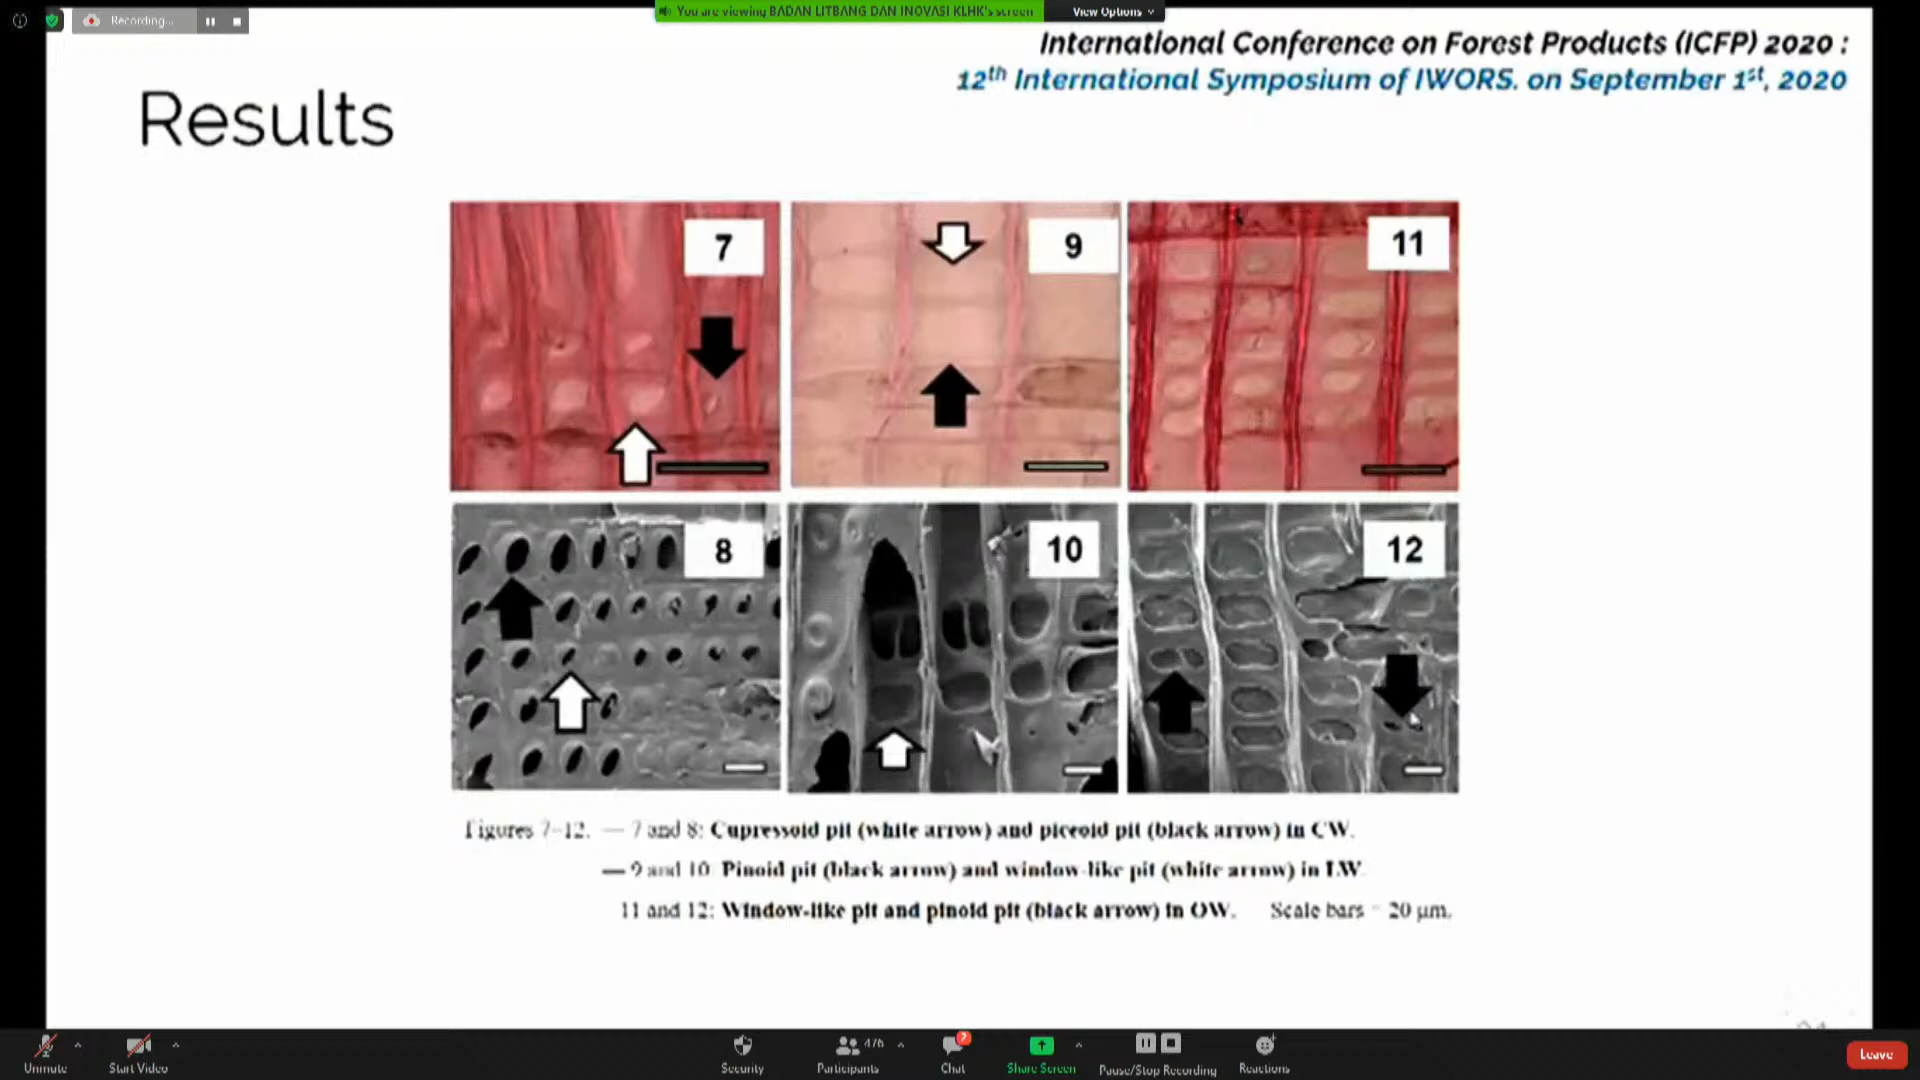 Recording...
You are viewing BADAN LITBANG DAN INOVASI KLHK's screen
View Options
International Conference on Forest Products (ICFP) 2020 :
12th International Symposium of IWORS. on September 1st, 2020
Results
7
9
11
8
10
12
Figures 7–12. — 7 and 8: Cupressoid pit (white arrow) and piceoid pit (black arrow) in CW.
— 9 and 10 Pinoid pit (black arrow) and window-like pit (white arrow) in LW
11 and 12: Window-like pit and pinoid pit (black arrow) in OW. Scale bars = 20 µm.
Unmute
Start Video
Security
476
Participants
Chat
Share Screen
Pause/Stop Recording
Reactions
Leave